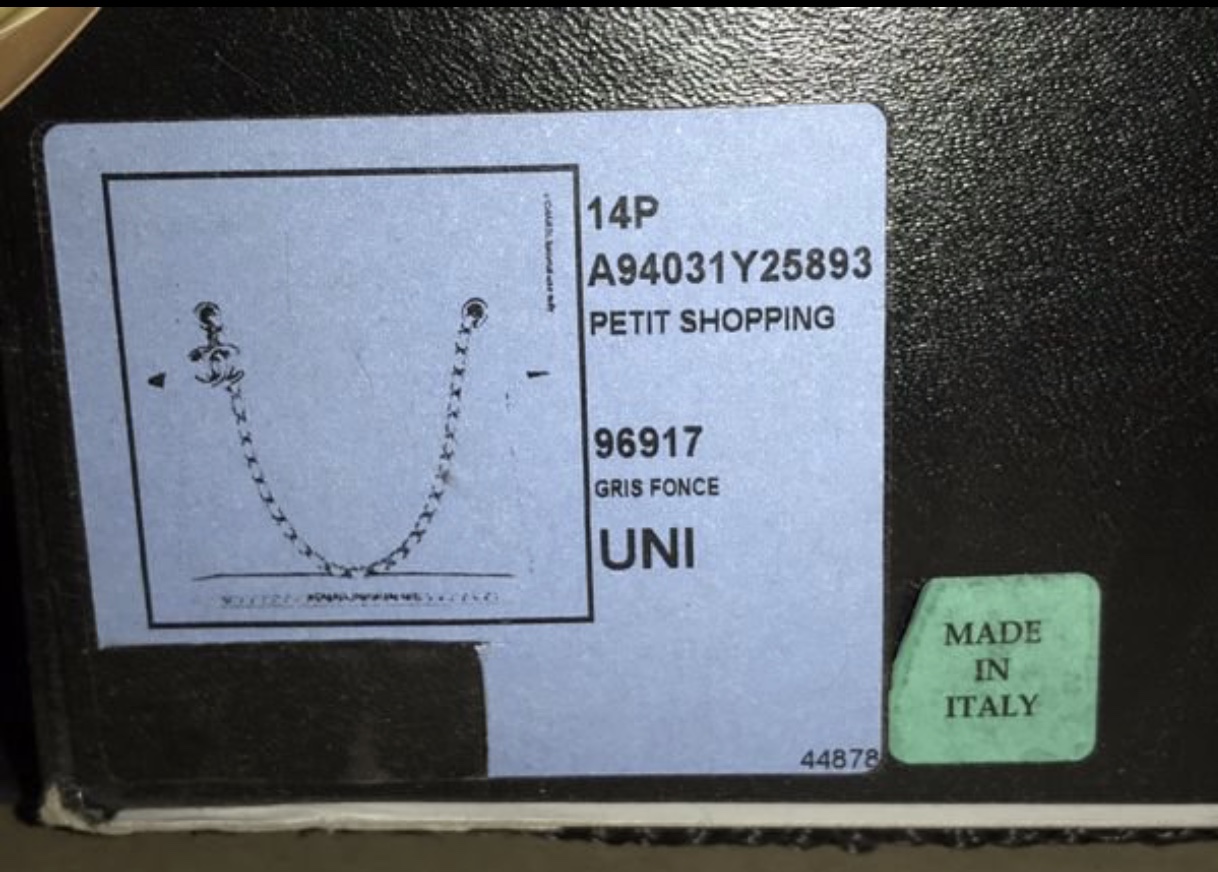 14P
A94031Y25893
PETIT SHOPPING
96917
GRIS FONCE
UNI
44878
MADE
IN
ITALY